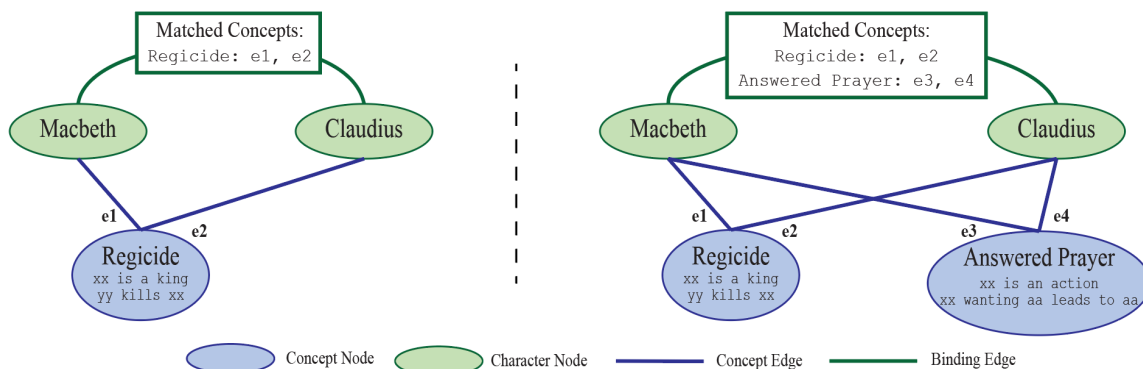 Matched Concepts:
Regicide: e1, e2
Macbeth
Claudius
e1
e2
Regicide
xx is a king
yy kills xx
Matched Concepts:
Regicide: e1, e2
Answered Prayer: e3, e4
Macbeth
Claudius
e1
e2
e3
e4
Regicide
xx is a king
yy kills xx
Answered Prayer
xx is an action
xx wanting aa leads to aa
Concept Node
Character Node
Concept Edge
Binding Edge